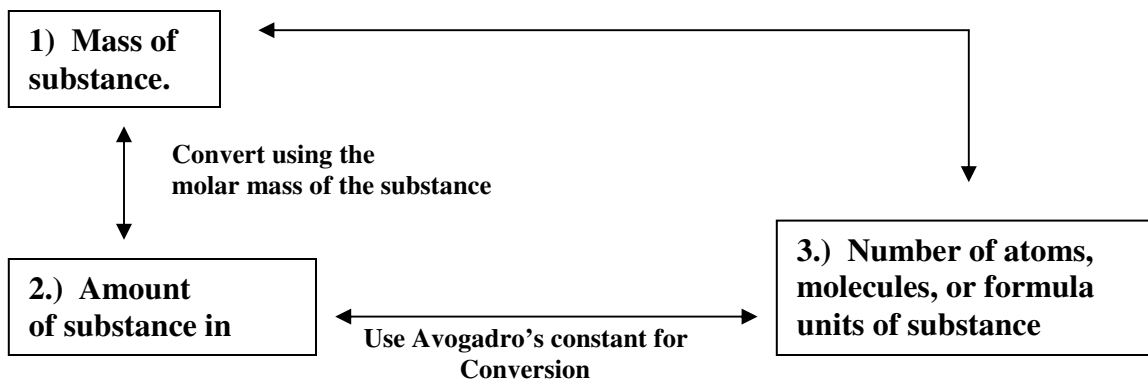 1) Mass of
substance.
Convert using the
molar mass of the substance
2.) Amount
of substance in
3.) Number of atoms,
molecules, or formula
units of substance
Use Avogadro's constant for
Conversion